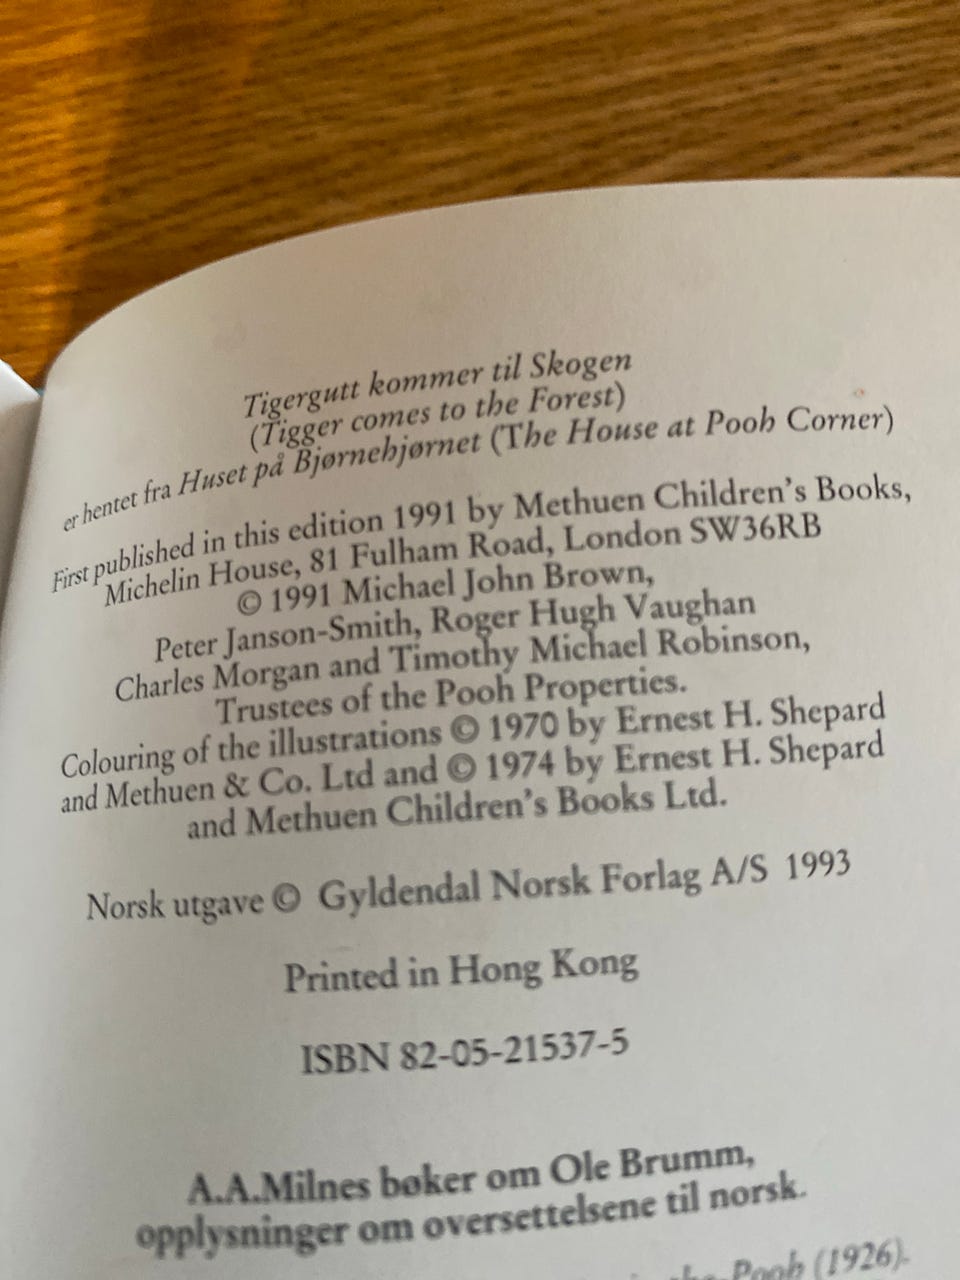 Tigergutt kommer til Skogen
(Tigger comes to the Forest)
er hentet fra Huset på Bjørnehjørnet (The House at Pooh Corner)
First published in this edition 1991 by Methuen Children's Books,
Michelin House, 81 Fulham Road, London SW36RB
© 1991 Michael John Brown,
Peter Janson-Smith, Roger Hugh Vaughan
Charles Morgan and Timothy Michael Robinson,
Trustees of the Pooh Properties.
Colouring of the illustrations © 1970 by Ernest H. Shepard
and Methuen & Co. Ltd and © 1974 by Ernest H. Shepard
and Methuen Children's Books Ltd.
Norsk utgave © Gyldendal Norsk Forlag A/S 1993
Printed in Hong Kong
ISBN 82-05-21537-5
A.A.Milnes bøker om Ole Brumm,
opplysninger om oversettelsene til norsk.
Pooh (1926).